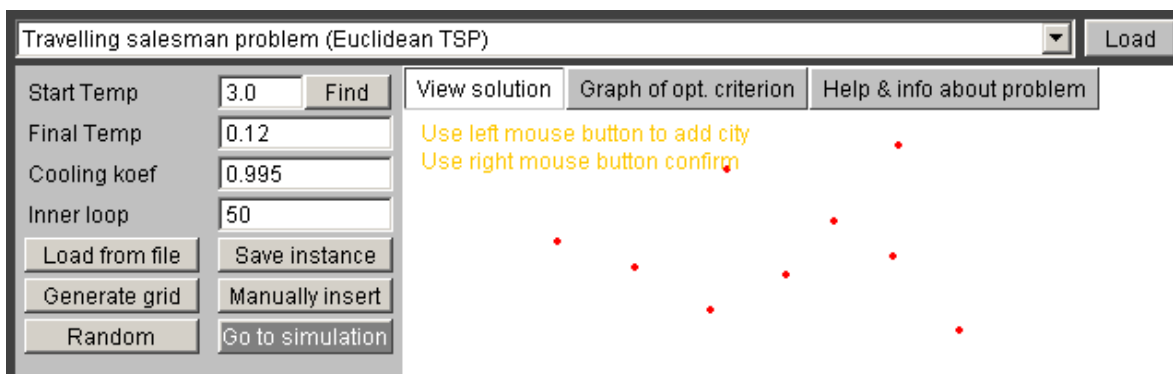 Travelling salesman problem (Euclidean TSP) Load
Start Temp 3.0 Find View solution Graph of opt. criterion Help & info about problem
Final Temp 0.12 Use left mouse button to add city
Use right mouse button confirm
Cooling koef 0.995
Inner loop 50
Load from file Save instance
Generate grid Manually insert
Random Go to simulation